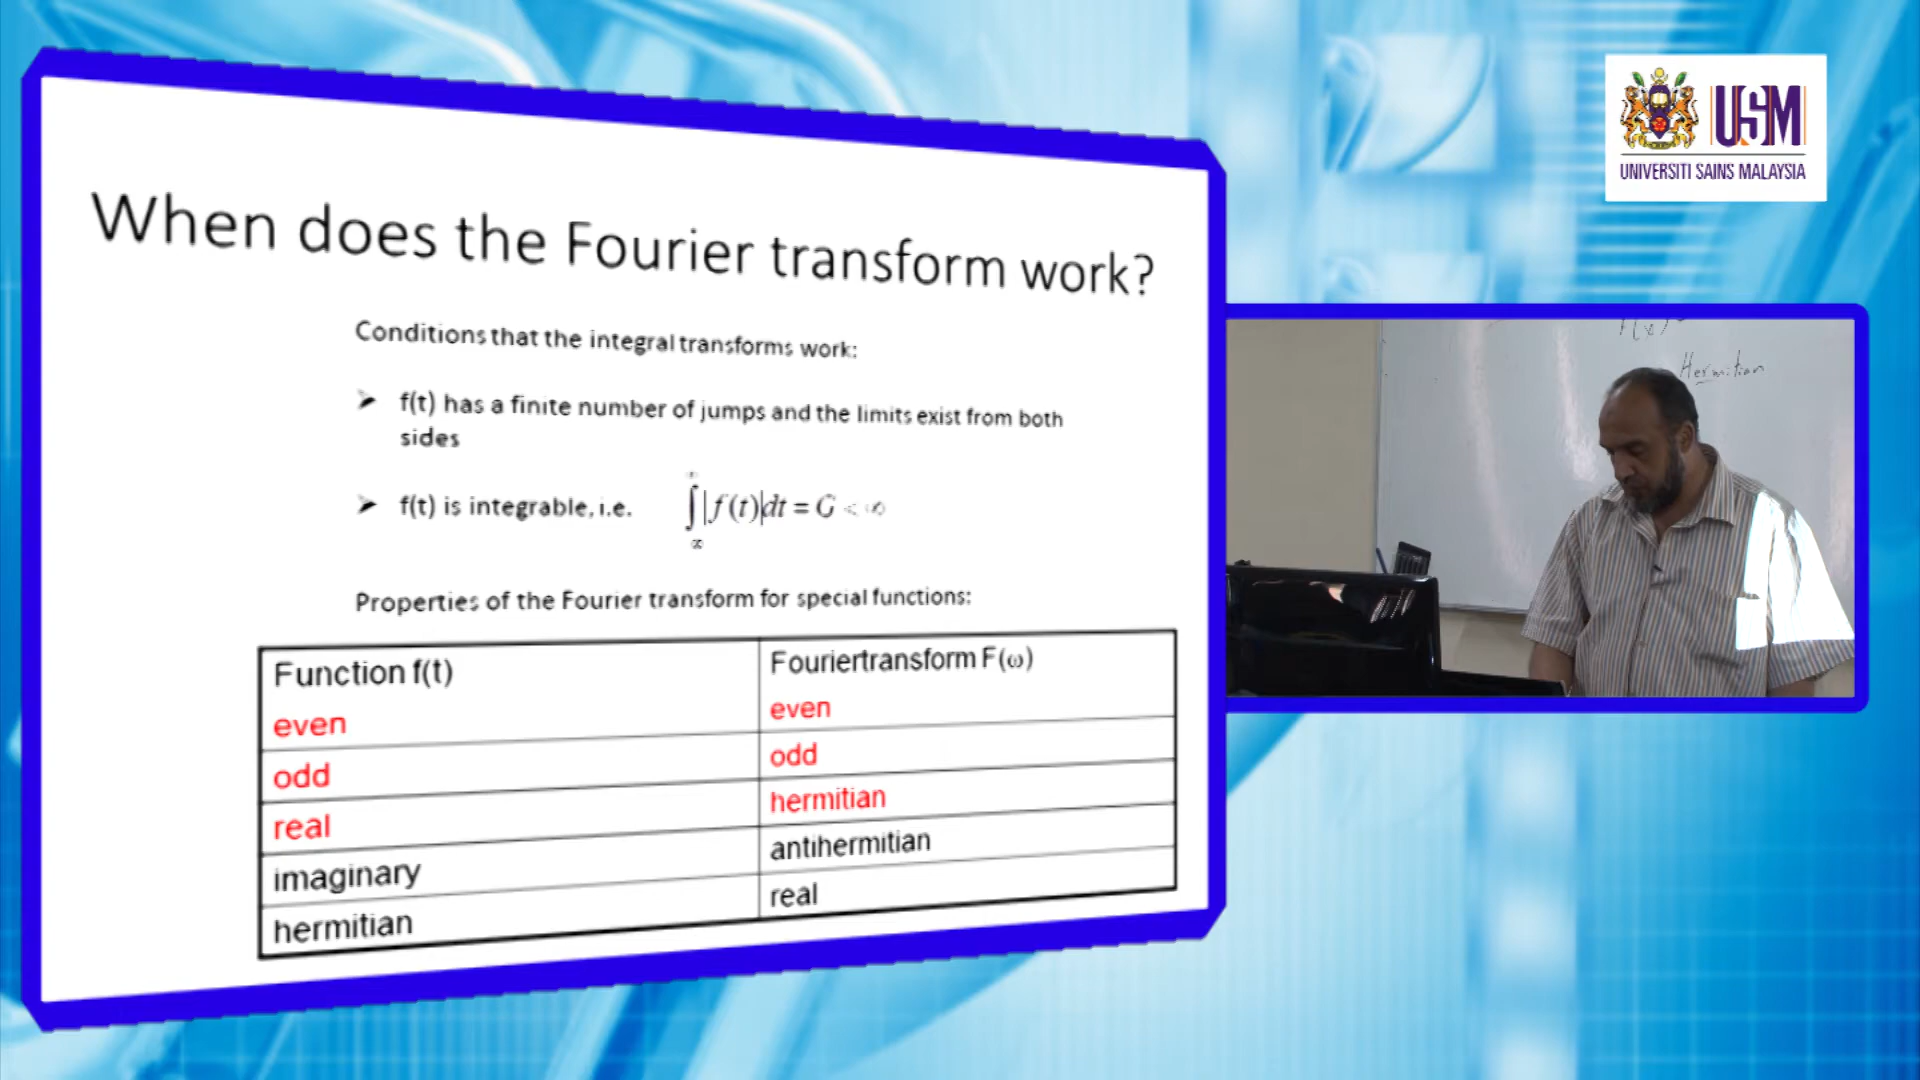 When does the Fourier transform work?
Conditions that the integral transforms work:
➤ f(t) has a finite number of jumps and the limits exist from both
sides
➤ f(t) is integrable, i.e. ∫|f(t)|dt = G < ∞
Properties of the Fourier transform for special functions:
Function f(t) Fouriertransform F(ω)
even even
odd odd
real hermitian
imaginary antihermitian
hermitian real
USM
UNIVERSITI SAINS MALAYSIA
Hermitian